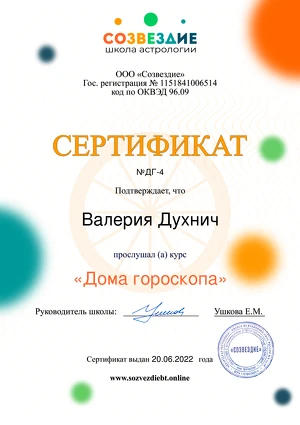 СОЗВЕЗДИЕ
школа астрологии
ООО «Созвездие»
Гос. регистрация № 1151841006514
код по ОКВЭД 96.09
СЕРТИФИКАТ
№ДГ-4
Подтверждает, что
Валерия Духнич
прослушал (а) курс
«Дома гороскопа»
Руководитель школы:
Ушкова Е.М.
«СОЗВЕЗДИЕ»
Сертификат выдан 20.06.2022 года
www.sozvezdiebt.online